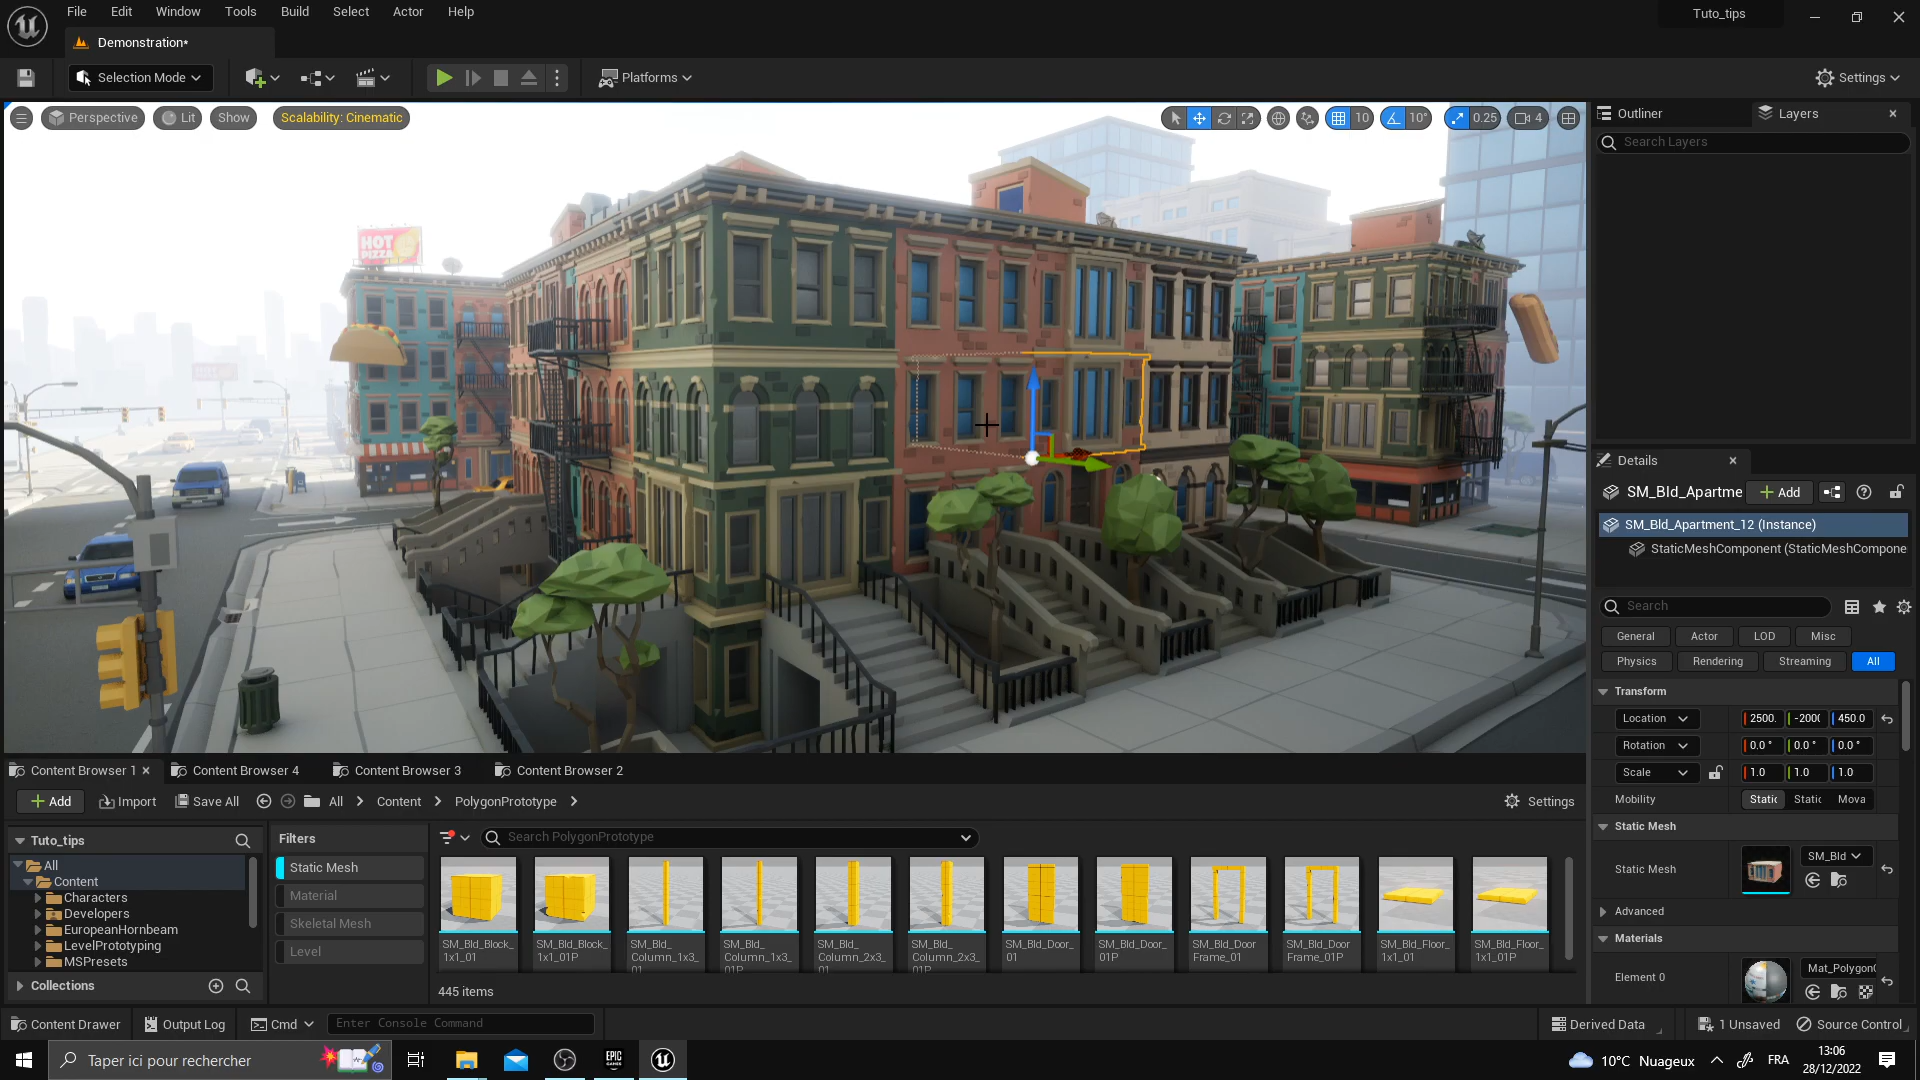 File Edit Window Tools Build Select Actor Help
Tuto_tips
Demonstration*
Selection Mode
Platforms
Settings
Perspective Lit Show Scalability: Cinematic
10 10° 0.25 4
Outliner Layers
Search Layers
HOT
PIZZA
Details
SM_Bld_Apartme Add
SM_Bld_Apartment_12 (Instance)
StaticMeshComponent (StaticMeshCompone
Search
General Actor LOD Misc
Physics Rendering Streaming All
Transform
Location 2500. -200( 450.0
Rotation 0.0 ° 0.0 ° 0.0 °
Scale 1.0 1.0 1.0
Mobility Static Static Mova
Static Mesh
Static Mesh SM_Bld
Advanced
Materials
Element 0 Mat_Polygon
Content Browser 1 Content Browser 4 Content Browser 3 Content Browser 2
Add Import Save All All Content PolygonPrototype Settings
Tuto_tips
All
Content
Characters
Developers
EuropeanHornbeam
LevelPrototyping
MSPresets
Collections
Filters
Static Mesh
Material
Skeletal Mesh
Level
Search PolygonPrototype
SM_Bld_Block_
1x1_01
SM_Bld_Block_
1x1_01P
SM_Bld_
Column_1x3_
01
SM_Bld_
Column_1x3_
01P
SM_Bld_
Column_2x3_
01
SM_Bld_
Column_2x3_
01P
SM_Bld_Door_
01
SM_Bld_Door_
01P
SM_Bld_Door
Frame_01
SM_Bld_Door
Frame_01P
SM_Bld_Floor_
1x1_01
SM_Bld_Floor_
1x1_01P
445 items
Content Drawer Output Log Cmd Enter Console Command
Derived Data 1 Unsaved Source Control
Taper ici pour rechercher
EPIC
GAMES
10°C Nuageux FRA
13:06
28/12/2022